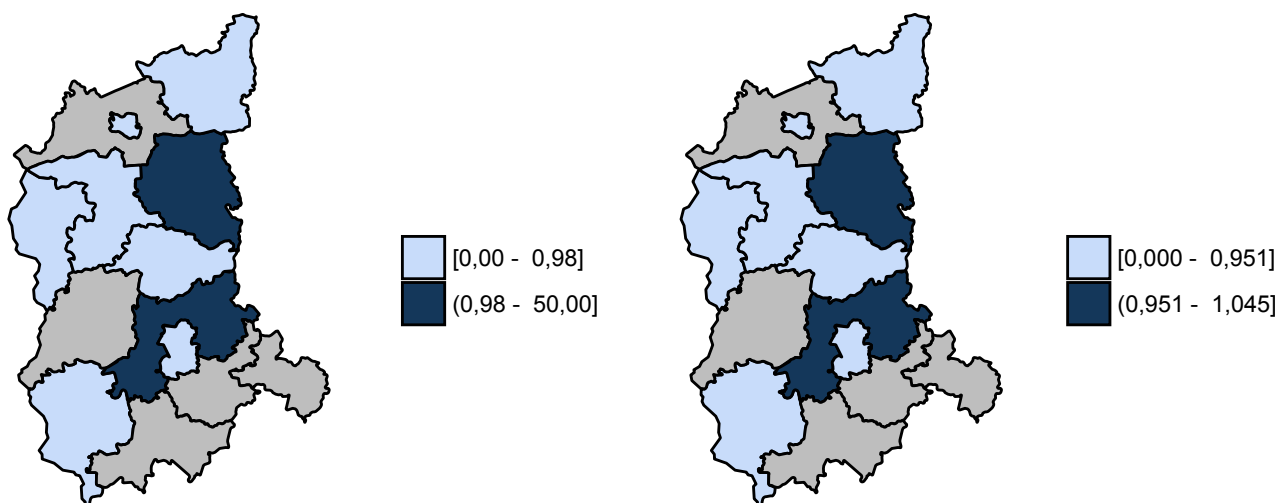 [0,00 -  0,98]
(0,98 -  50,00]
[0,000 -  0,951]
(0,951 -  1,045]